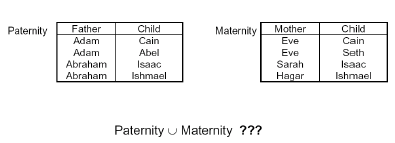 Paternity
Father Child
Adam Cain
Adam Abel
Abraham Isaac
Abraham Ishmael
Maternity
Mother Child
Eve Cain
Eve Seth
Sarah Isaac
Hagar Ishmael
Paternity ∪ Maternity ???